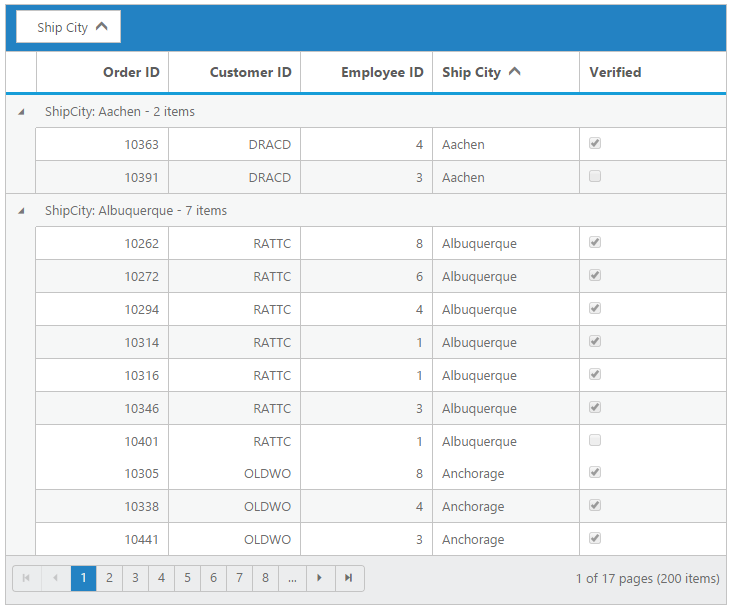 Ship City
Order ID Customer ID Employee ID Ship City Verified
ShipCity: Aachen - 2 items
10363 DRACD 4 Aachen
10391 DRACD 3 Aachen
ShipCity: Albuquerque - 7 items
10262 RATTC 8 Albuquerque
10272 RATTC 6 Albuquerque
10294 RATTC 4 Albuquerque
10314 RATTC 1 Albuquerque
10316 RATTC 1 Albuquerque
10346 RATTC 3 Albuquerque
10401 RATTC 1 Albuquerque
10305 OLDWO 8 Anchorage
10338 OLDWO 4 Anchorage
10441 OLDWO 3 Anchorage
1 2 3 4 5 6 7 8 ... 1 of 17 pages (200 items)